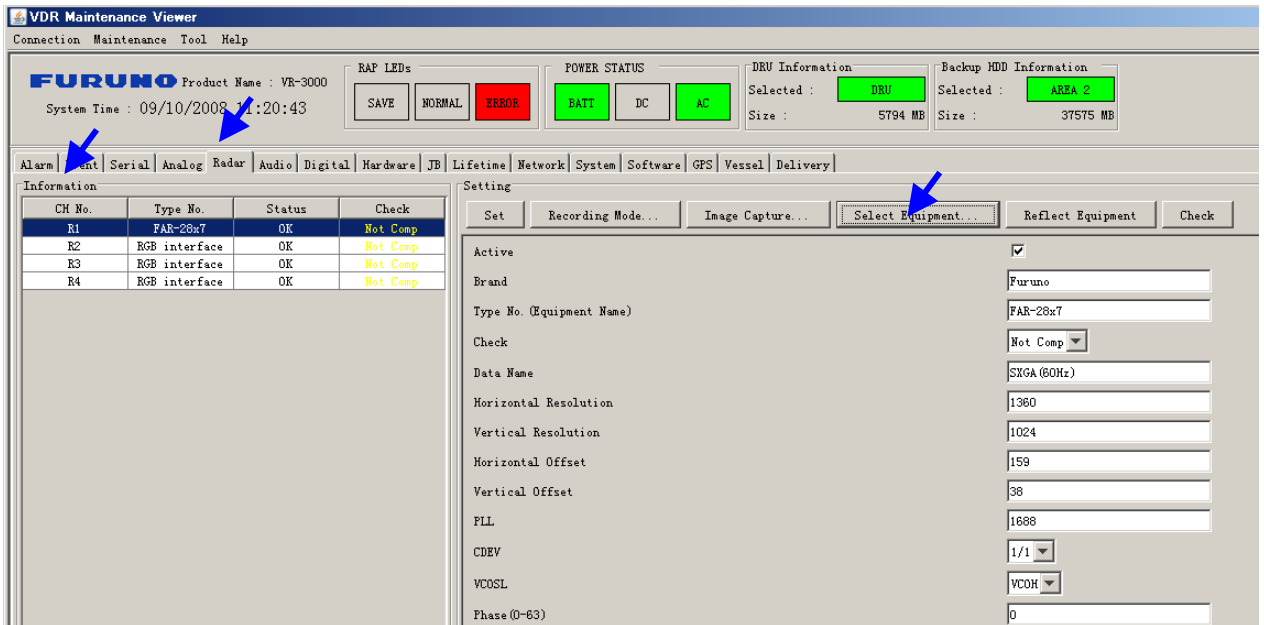 VDR Maintenance Viewer
Connection Maintenance Tool Help
FURUNO Product Name : VR-3000
System Time : 09/10/2008 11:20:43
RAP LEDs
SAVE NORMAL ERROR
POWER STATUS
BATT DC AC
DRU Information
Selected : DRU
Size : 5794 MB
Backup HDD Information
Selected : AREA 2
Size : 37575 MB
Alarm Event Serial Analog Radar Audio Digital Hardware JB Lifetime Network System Software GPS Vessel Delivery
Information
CH No. Type No. Status Check
R1 FAR-28x7 OK Not Comp
R2 RGB interface OK Not Comp
R3 RGB interface OK Not Comp
R4 RGB interface OK Not Comp
Setting
Set Recording Mode... Image Capture... Select Equipment... Reflect Equipment Check
Active
Brand Furuno
Type No.(Equipment Name) FAR-28x7
Check Not Comp
Data Name SXGA(60Hz)
Horizontal Resolution 1360
Vertical Resolution 1024
Horizontal Offset 159
Vertical Offset 38
PLL 1688
CDEV 1/1
VCOSL VCOH
Phase(0-63) 0